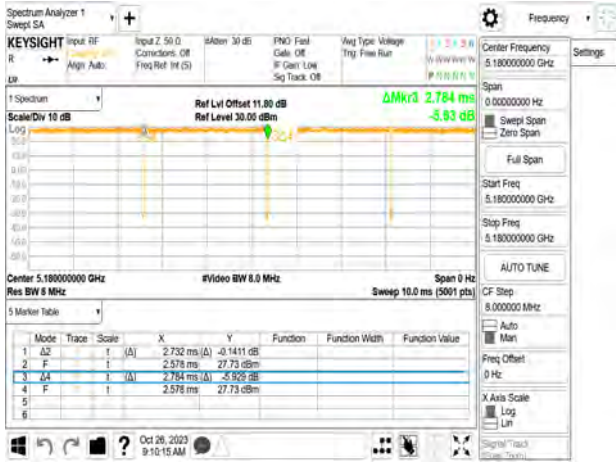 Spectrum Analyzer 1
Swept SA
+
Frequency
KEYSIGHT
Input: RF
R
Align: Auto
Input Z: 50 Ω
Corrections: Off
Freq Ref: Int (S)
#Atten: 30 dB
PNO: Fast
Gate: Off
IF Gain: Low
Sig Track: Off
Avg Type: Voltage
Trig: Free Run
Center Frequency
5.180000000 GHz
Settings
Span
0.00000000 Hz
Swept Span
Zero Span
Full Span
Start Freq
5.180000000 GHz
Stop Freq
5.180000000 GHz
AUTO TUNE
CF Step
8.000000 MHz
Auto
Man
Freq Offset
0 Hz
X Axis Scale
Log
Lin
Signal Track
1 Spectrum
Scale/Div 10 dB
Log
Ref Lvl Offset 11.80 dB
Ref Level 30.00 dBm
ΔMkr3 2.784 ms
-5.93 dB
Center 5.180000000 GHz
Res BW 8 MHz
#Video BW 8.0 MHz
Span 0 Hz
Sweep 10.0 ms (5001 pts)
5 Marker Table
Mode Trace Scale X Y Function Function Width Function Value
1 Δ2 t (Δ) 2.732 ms (Δ) -0.1411 dB
2 F t 2.578 ms 27.73 dBm
3 Δ4 t (Δ) 2.784 ms (Δ) -5.929 dB
4 F t 2.578 ms 27.73 dBm
5
6
?
Oct 26, 2023
9:10:15 AM